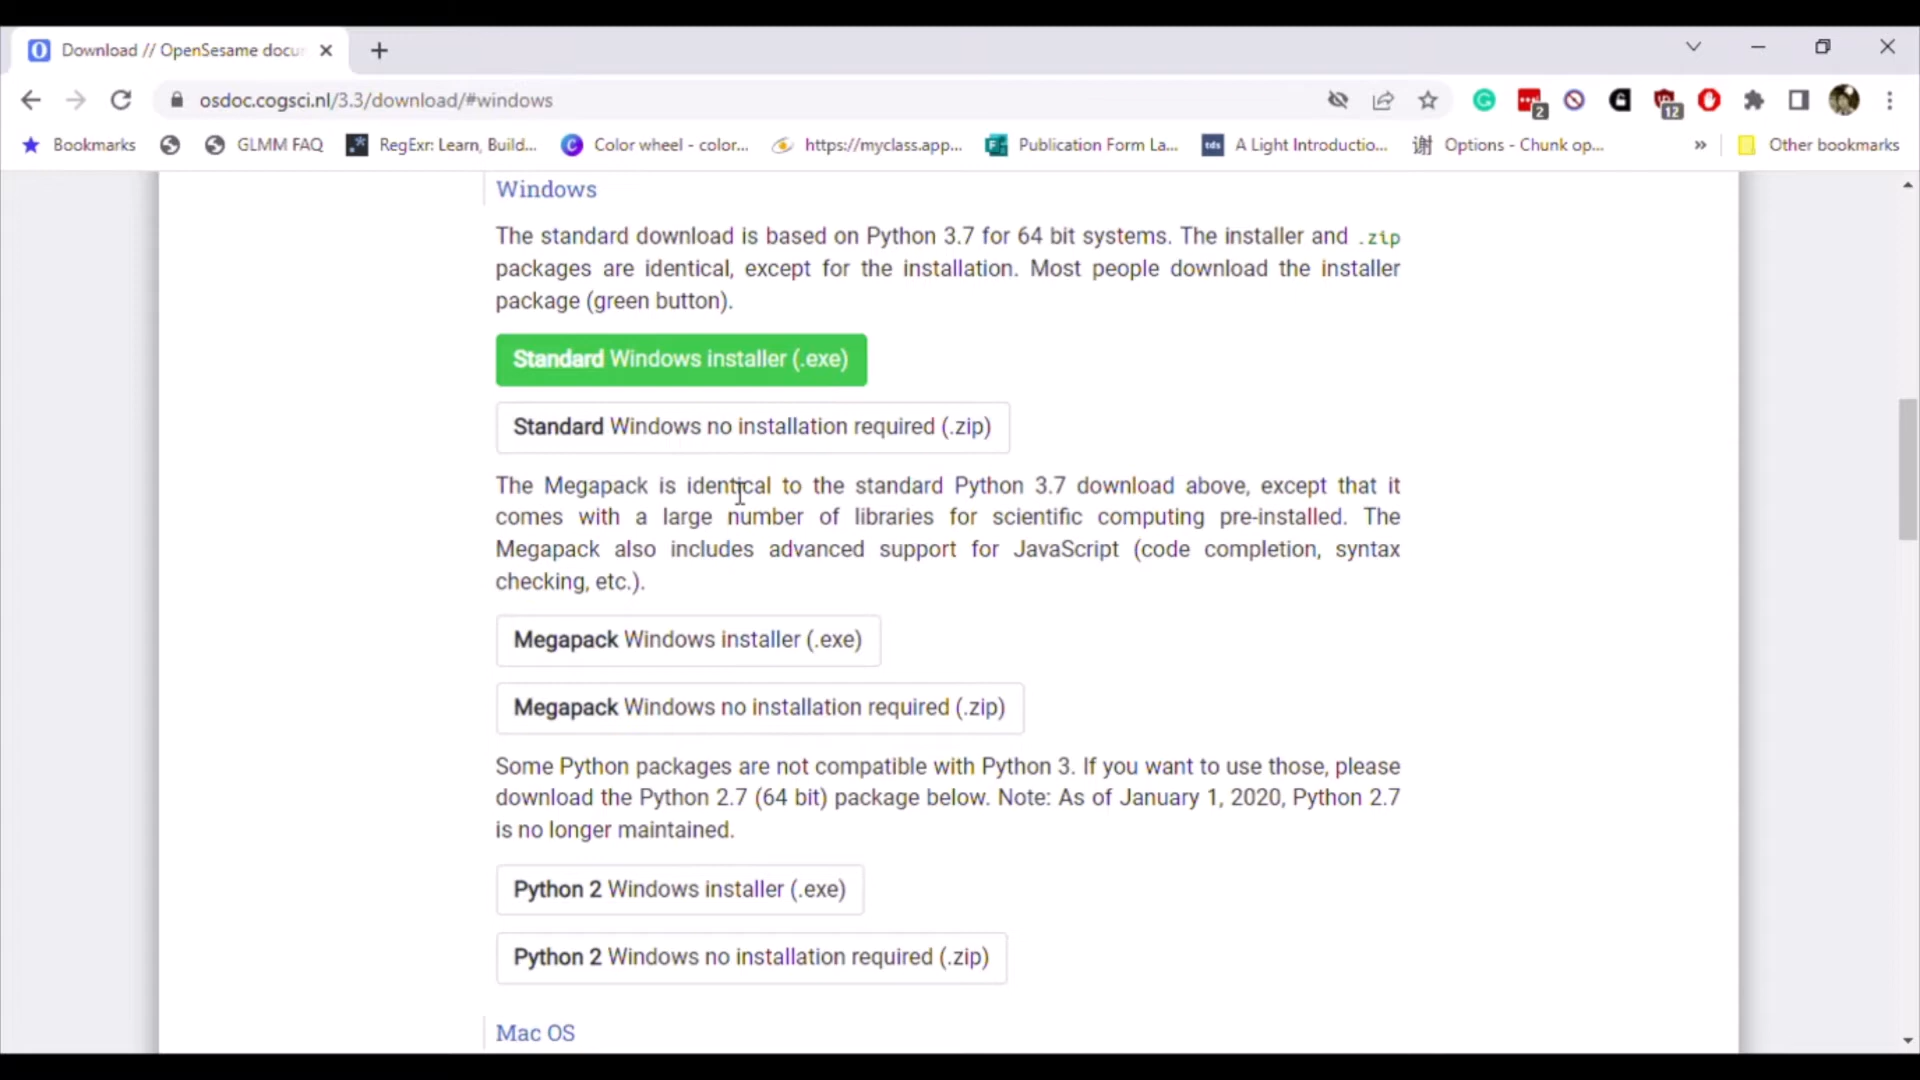 Download // OpenSesame docu
osdoc.cogsci.nl/3.3/download/#windows
2
12
Bookmarks
GLMM FAQ
.*
RegExr: Learn, Build...
C
Color wheel - color...
https://myclass.app...
Publication Form La...
tds
A Light Introductio...
谢
Options - Chunk op...
»
Other bookmarks
Windows
The standard download is based on Python 3.7 for 64 bit systems. The installer and .zip
packages are identical, except for the installation. Most people download the installer
package (green button).
Standard Windows installer (.exe)
Standard Windows no installation required (.zip)
The Megapack is identical to the standard Python 3.7 download above, except that it
comes with a large number of libraries for scientific computing pre-installed. The
Megapack also includes advanced support for JavaScript (code completion, syntax
checking, etc.).
Megapack Windows installer (.exe)
Megapack Windows no installation required (.zip)
Some Python packages are not compatible with Python 3. If you want to use those, please
download the Python 2.7 (64 bit) package below. Note: As of January 1, 2020, Python 2.7
is no longer maintained.
Python 2 Windows installer (.exe)
Python 2 Windows no installation required (.zip)
Mac OS